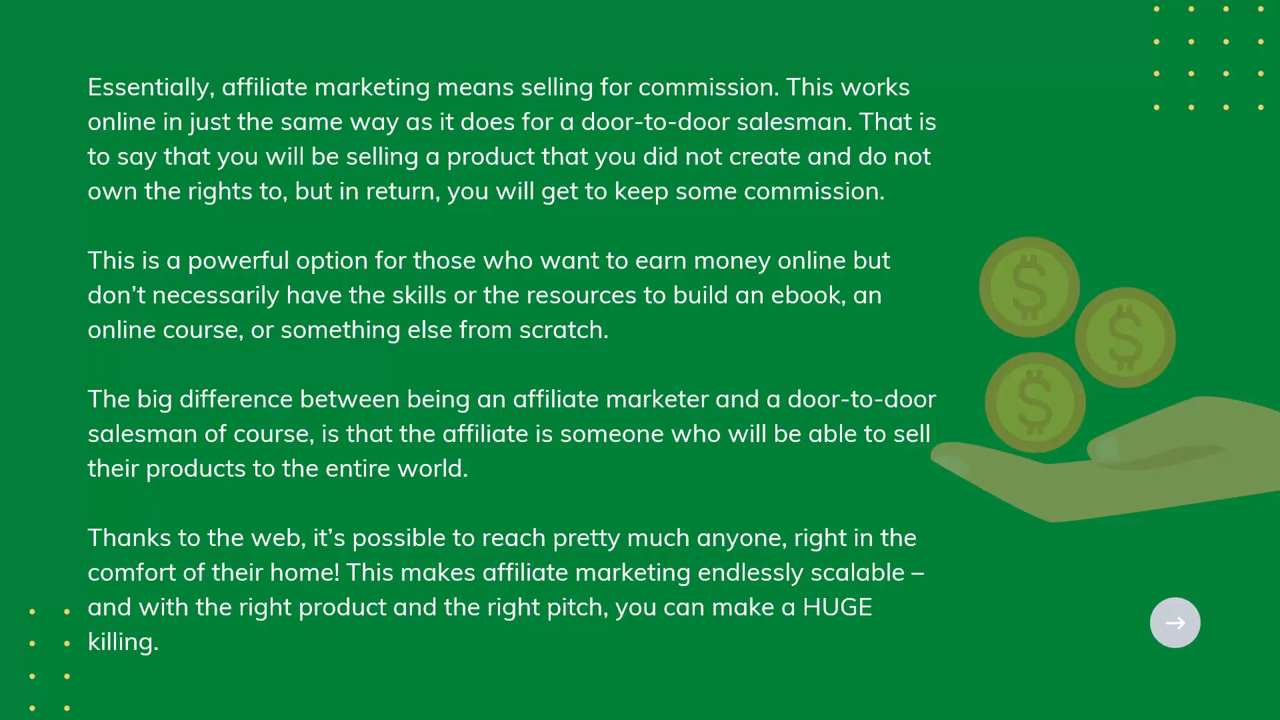 Essentially, affiliate marketing means selling for commission. This works
online in just the same way as it does for a door-to-door salesman. That is
to say that you will be selling a product that you did not create and do not
own the rights to, but in return, you will get to keep some commission.
This is a powerful option for those who want to earn money online but
don’t necessarily have the skills or the resources to build an ebook, an
online course, or something else from scratch.
The big difference between being an affiliate marketer and a door-to-door
salesman of course, is that the affiliate is someone who will be able to sell
their products to the entire world.
Thanks to the web, it’s possible to reach pretty much anyone, right in the
comfort of their home! This makes affiliate marketing endlessly scalable –
and with the right product and the right pitch, you can make a HUGE
killing.